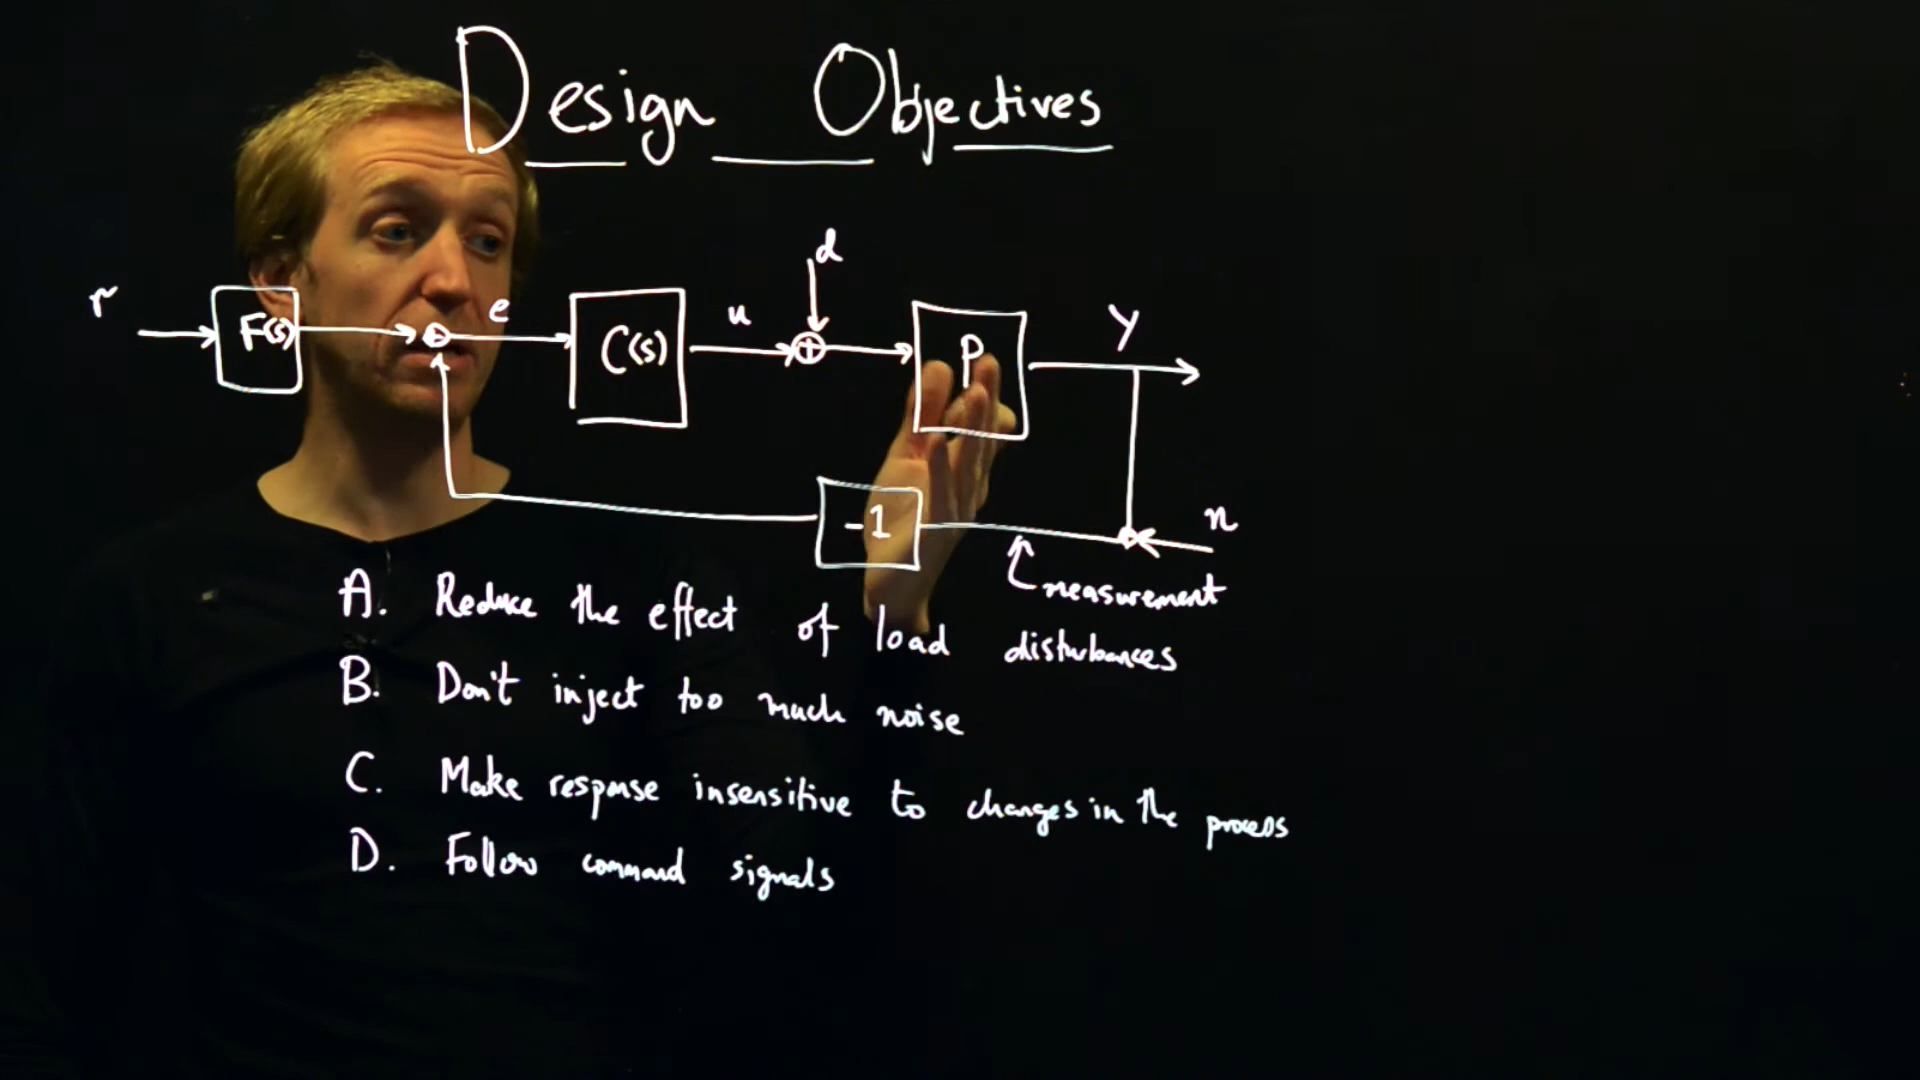 Design Objectives
d
r F(s) e C(s) u + P y
-1 n
measurement
A. Reduce the effect of load disturbances
B. Don't inject too much noise
C. Make response insensitive to changes in the process
D. Follow command signals